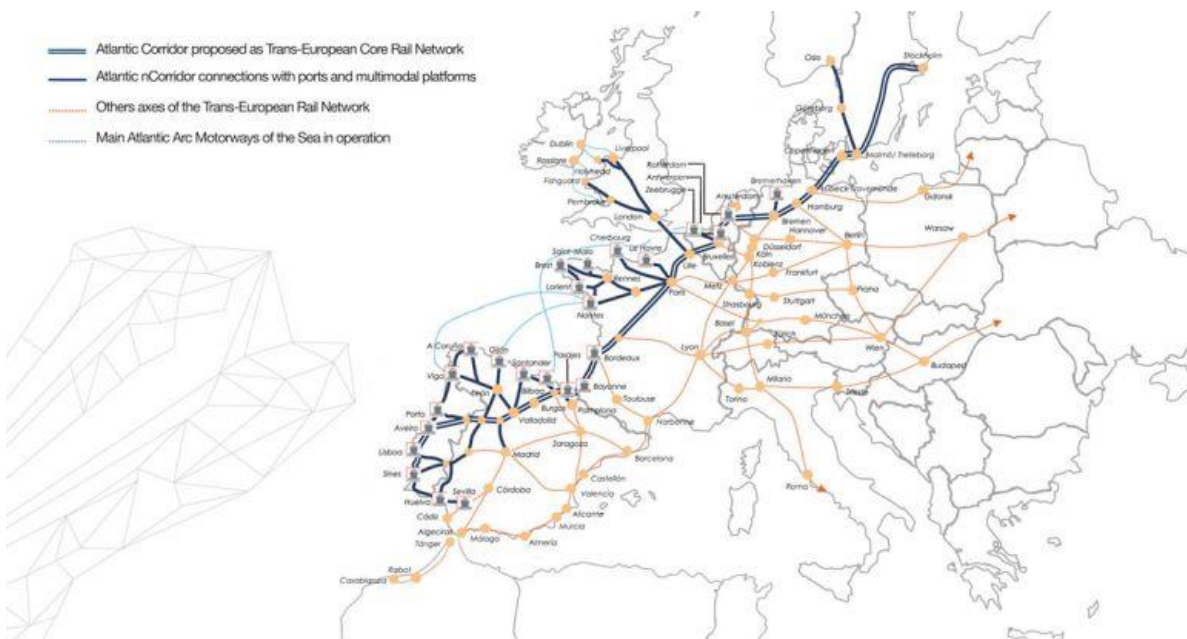 Atlantic Corridor proposed as Trans-European Core Rail Network
Atlantic nCorridor connections with ports and multimodal platforms
Others axes of the Trans-European Rail Network
Main Atlantic Arc Motorways of the Sea in operation
Oslo
Stockholm
Göteborg
Malmö/ Trelleborg
Dublin
Liverpool
Rosslare
Holyhead
Fishguard
Pembroke
London
Rotterdam
Antwerpen
Zeebrugge
Amsterdam
Bremerhaven
Lübeck-Travemünde
Hamburg
Gdansk
Bremen
Hannover
Berlin
Warsaw
Düsseldorf
Köln
Koblenz
Frankfurt
Bruxelles
Lille
Cherbourg
Le Havre
Saint-Malo
Brest
Rennes
Lorient
Nantes
Paris
Metz
Strasbourg
Stuttgart
Praha
München
Basel
Zürich
Wien
Budapest
Lyon
Milano
Torino
Trieste
Roma
Bordeaux
Bayonne
Toulouse
Narbonne
Pasajes
A Coruña
Gijón
Santander
Bilbao
Vigo
León
Burgos
Pamplona
Porto
Valladolid
Aveiro
Zaragoza
Lisboa
Madrid
Barcelona
Sines
Castellón
Huelva
Sevilla
Córdoba
Valencia
Cádiz
Alicante
Murcia
Algeciras
Málaga
Almería
Tánger
Rabat
Casablanca